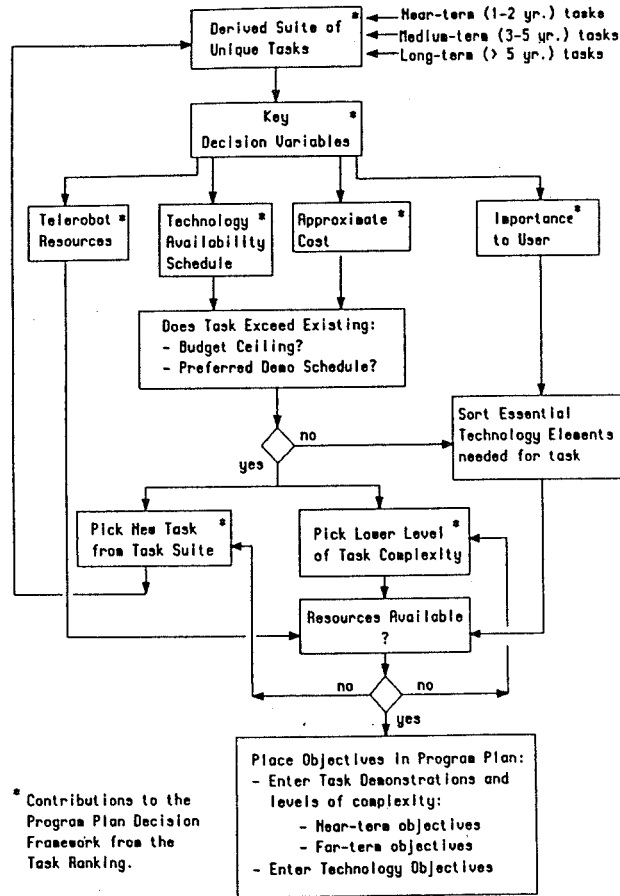 Derived Suite of *
Unique Tasks
Near-term (1-2 yr.) tasks
Medium-term (3-5 yr.) tasks
Long-term (> 5 yr.) tasks
Key *
Decision Variables
Telerobot *
Resources
Technology *
Availability
Schedule
Approximate *
Cost
Importance *
to User
Does Task Exceed Existing:
- Budget Ceiling?
- Preferred Demo Schedule?
no
yes
Sort Essential
Technology Elements
needed for task
Pick New Task *
from Task Suite
Pick Lower Level *
of Task Complexity
Resources Available
?
no
no
yes
Place Objectives in Program Plan:
- Enter Task Demonstrations and
levels of complexity:
- Near-term objectives
- Far-term objectives
- Enter Technology Objectives
* Contributions to the
Program Plan Decision
Framework from the
Task Ranking.